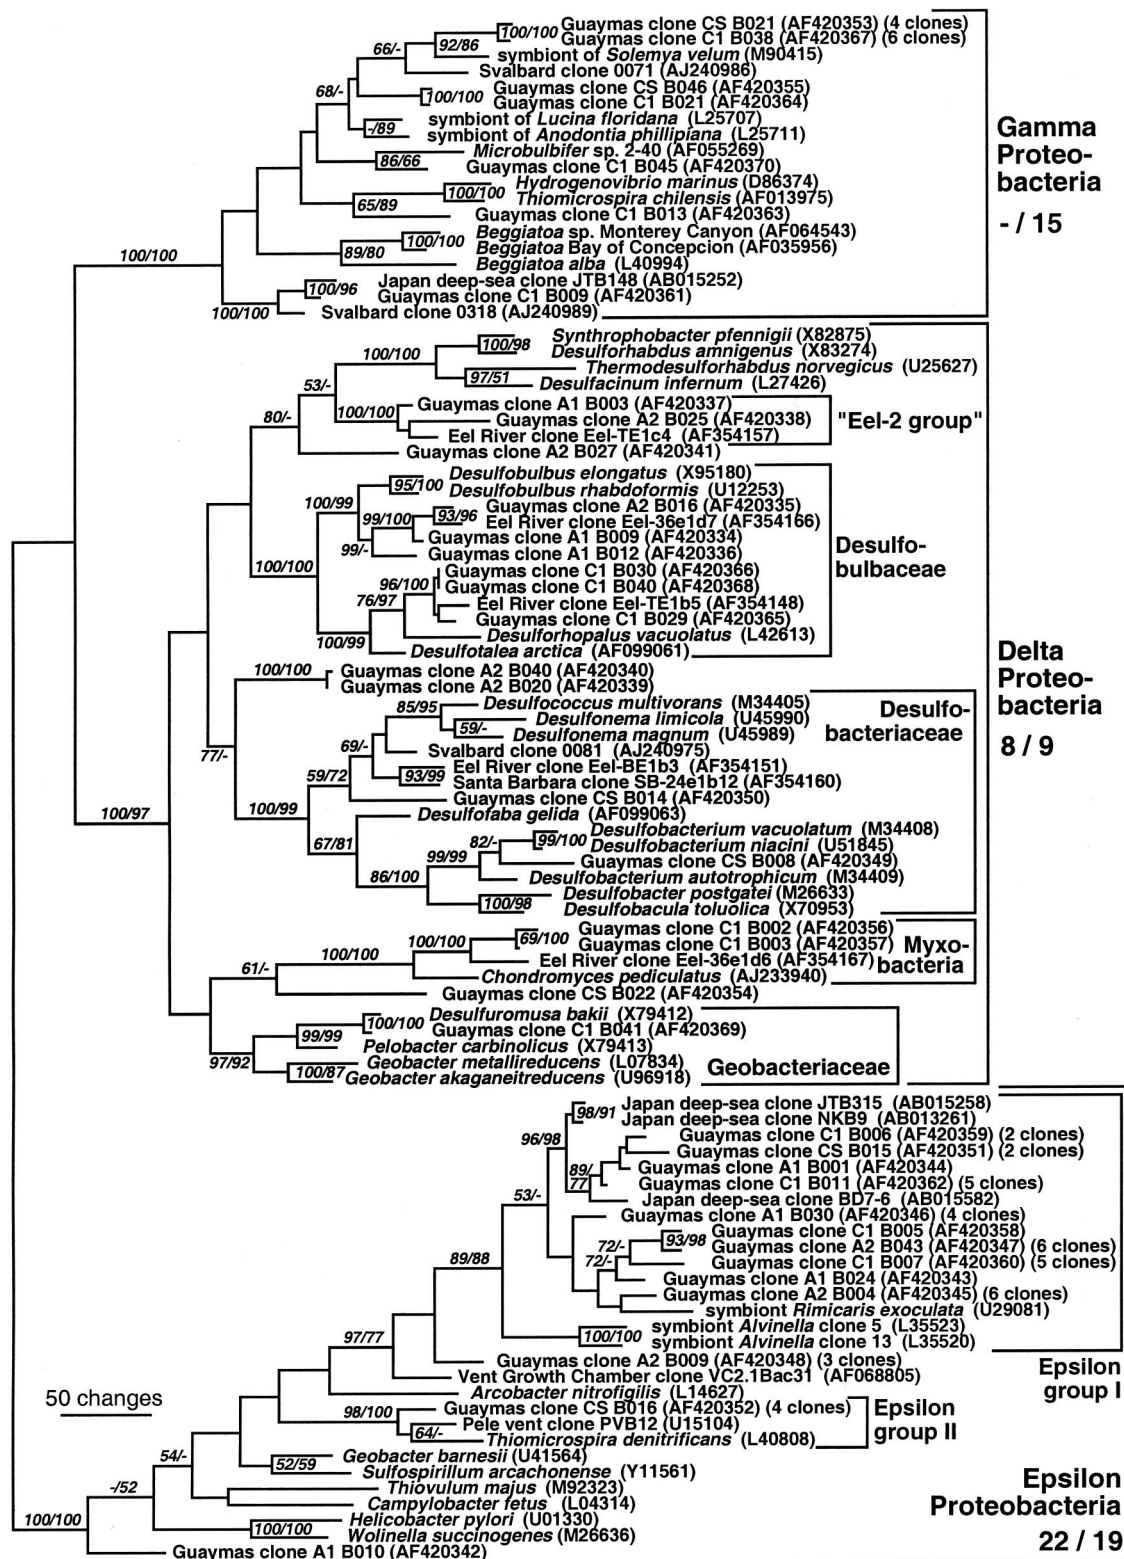 100/100 Guaymas clone CS B021 (AF420353) (4 clones)
Guaymas clone C1 B038 (AF420367) (6 clones)
66/- 92/86
symbiont of Solemya velum (M90415)
Svalbard clone 0071 (AJ240986)
68/-
Guaymas clone CS B046 (AF420355)
100/100
Guaymas clone C1 B021 (AF420364)
symbiont of Lucina floridana (L25707)
-/89
symbiont of Anodontia phillipiana (L25711)
Microbulbifer sp. 2-40 (AF055269)
86/66
Guaymas clone C1 B045 (AF420370)
Hydrogenovibrio marinus (D86374)
100/100
Thiomicrospira chilensis (AF013975)
65/89
Guaymas clone C1 B013 (AF420363)
Beggiatoa sp. Monterey Canyon (AF064543)
100/100
Beggiatoa Bay of Concepcion (AF035956)
89/80
Beggiatoa alba (L40994)
100/100
Japan deep-sea clone JTB148 (AB015252)
100/96
Guaymas clone C1 B009 (AF420361)
100/100
Svalbard clone 0318 (AJ240989)
Gamma
Proteo-
bacteria
- / 15
Synthrophobacter pfennigii (X82875)
100/98
Desulforhabdus amnigenus (X83274)
100/100
Thermodesulforhabdus norvegicus (U25627)
97/51
Desulfacinum infernum (L27426)
53/-
Guaymas clone A1 B003 (AF420337)
100/100
Guaymas clone A2 B025 (AF420338)
Eel River clone Eel-TE1c4 (AF354157)
"Eel-2 group"
80/-
Guaymas clone A2 B027 (AF420341)
Desulfobulbus elongatus (X95180)
95/100
Desulfobulbus rhabdoformis (U12253)
100/99
Guaymas clone A2 B016 (AF420335)
93/96
Eel River clone Eel-36e1d7 (AF354166)
99/100
Guaymas clone A1 B009 (AF420334)
99/-
Guaymas clone A1 B012 (AF420336)
100/100
Guaymas clone C1 B030 (AF420366)
96/100
Guaymas clone C1 B040 (AF420368)
76/97
Eel River clone Eel-TE1b5 (AF354148)
Guaymas clone C1 B029 (AF420365)
Desulforhopalus vacuolatus (L42613)
100/99
Desulfotalea arctica (AF099061)
Desulfo-
bulbaceae
100/100
Guaymas clone A2 B040 (AF420340)
Guaymas clone A2 B020 (AF420339)
Delta
Proteo-
bacteria
8 / 9
85/95
Desulfococcus multivorans (M34405)
Desulfonema limicola (U45990)
59/-
Desulfonema magnum (U45989)
69/-
Svalbard clone 0081 (AJ240975)
77/-
Eel River clone Eel-BE1b3 (AF354151)
93/99
59/72
Santa Barbara clone SB-24e1b12 (AF354160)
Guaymas clone CS B014 (AF420350)
100/97
100/99
Desulfofaba gelida (AF099063)
Desulfobacterium vacuolatum (M34408)
99/100
82/-
Desulfobacterium niacini (U51845)
67/81
99/99
Guaymas clone CS B008 (AF420349)
Desulfobacterium autotrophicum (M34409)
86/100
Desulfobacter postgatei (M26633)
100/98
Desulfobacula toluolica (X70953)
Desulfo-
bacteriaceae
Guaymas clone C1 B002 (AF420356)
69/100
100/100
Guaymas clone C1 B003 (AF420357)
100/100
Eel River clone Eel-36e1d6 (AF354167)
61/-
Chondromyces pediculatus (AJ233940)
Myxo-
bacteria
Guaymas clone CS B022 (AF420354)
Desulfuromusa bakii (X79412)
100/100
Guaymas clone C1 B041 (AF420369)
99/99
Pelobacter carbinolicus (X79413)
97/92
Geobacter metallireducens (L07834)
100/87
Geobacter akaganeitreducens (U96918)
Geobacteriaceae
Japan deep-sea clone JTB315 (AB015258)
98/91
Japan deep-sea clone NKB9 (AB013261)
96/98
Guaymas clone C1 B006 (AF420359) (2 clones)
Guaymas clone CS B015 (AF420351) (2 clones)
89/
77
Guaymas clone A1 B001 (AF420344)
Guaymas clone C1 B011 (AF420362) (5 clones)
53/-
Japan deep-sea clone BD7-6 (AB015582)
Guaymas clone A1 B030 (AF420346) (4 clones)
Guaymas clone C1 B005 (AF420358)
93/98
72/-
Guaymas clone A2 B043 (AF420347) (6 clones)
72/-
Guaymas clone C1 B007 (AF420360) (5 clones)
89/88
Guaymas clone A1 B024 (AF420343)
Guaymas clone A2 B004 (AF420345) (6 clones)
symbiont Rimicaris exoculata (U29081)
symbiont Alvinella clone 5 (L35523)
100/100
symbiont Alvinella clone 13 (L35520)
97/77
Guaymas clone A2 B009 (AF420348) (3 clones)
Epsilon
group I
Vent Growth Chamber clone VC2.1Bac31 (AF068805)
Arcobacter nitrofigilis (L14627)
50 changes
98/100
Guaymas clone CS B016 (AF420352) (4 clones)
Pele vent clone PVB12 (U15104)
64/-
Thiomicrospira denitrificans (L40808)
Epsilon
group II
54/-
Geobacter barnesii (U41564)
52/59
Sulfospirillum arcachonense (Y11561)
-/52
Thiovulum majus (M92323)
Campylobacter fetus (L04314)
100/100
Helicobacter pylori (U01330)
100/100
Wolinella succinogenes (M26636)
Guaymas clone A1 B010 (AF420342)
Epsilon
Proteobacteria
22 / 19